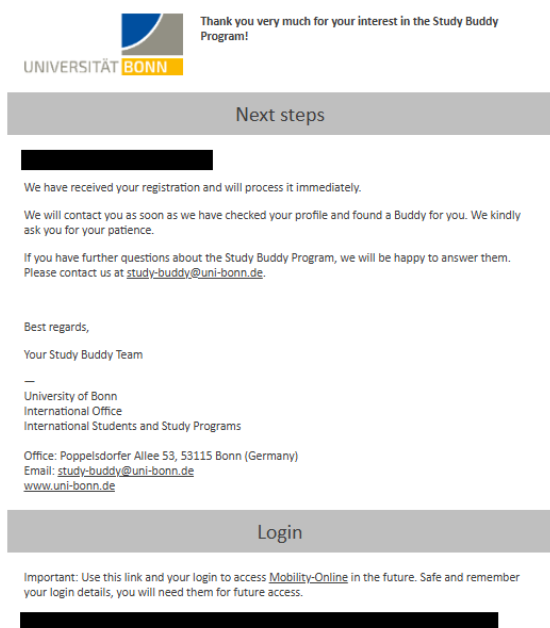 Thank you very much for your interest in the Study Buddy
Program!
UNIVERSITÄT BONN
Next steps
We have received your registration and will process it immediately.
We will contact you as soon as we have checked your profile and found a Buddy for you. We kindly
ask you for your patience.
If you have further questions about the Study Buddy Program, we will be happy to answer them.
Please contact us at study-buddy@uni-bonn.de.
Best regards,
Your Study Buddy Team
—
University of Bonn
International Office
International Students and Study Programs
Office: Poppelsdorfer Allee 53, 53115 Bonn (Germany)
Email: study-buddy@uni-bonn.de
www.uni-bonn.de
Login
Important: Use this link and your login to access Mobility-Online in the future. Safe and remember
your login details, you will need them for future access.